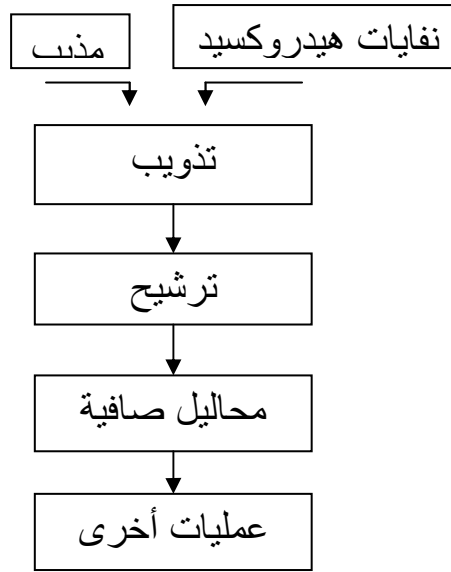 نفايات هيدروكسيد
مذيب
تذويب
ترشيح
محاليل صافية
عمليات أخرى